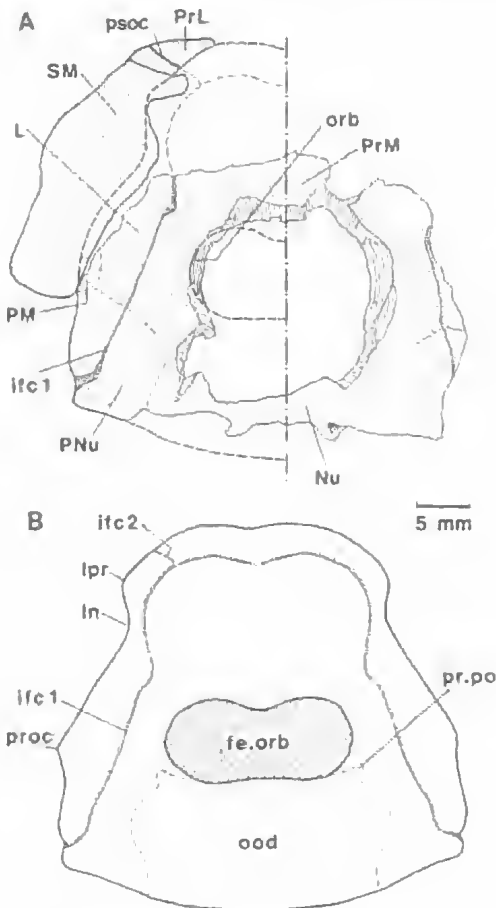 A
psoc
PrL
SM
L
orb
PrM
PM
ifc1
PNu
Nu
5 mm
B
ifc2
lpr
ln
ifc1
proc
pr.po
fe.orb
ood